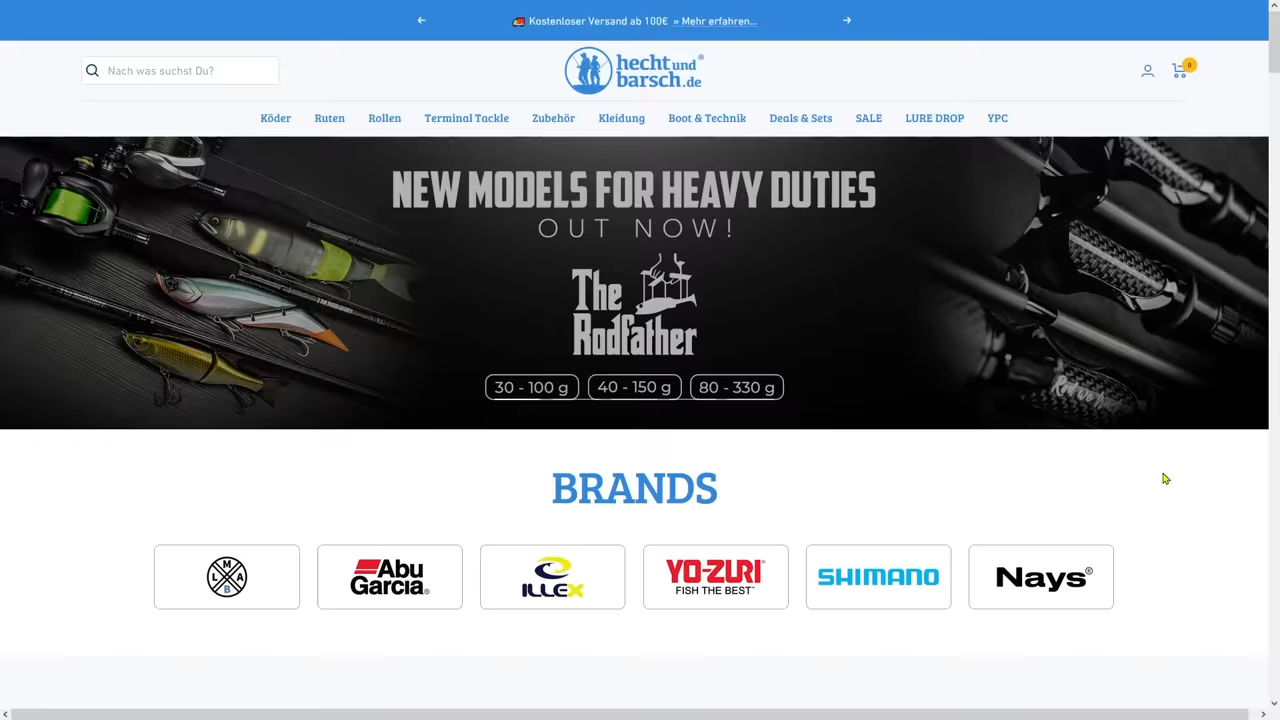 Kostenloser Versand ab 100€ » Mehr erfahren...
Nach was suchst Du?
hecht und®
barsch.de
0
Köder Ruten Rollen Terminal Tackle Zubehör Kleidung Boot & Technik Deals & Sets SALE LURE DROP YPC
NEW MODELS FOR HEAVY DUTIES
OUT NOW!
The
Rodfather
30 - 100 g 40 - 150 g 80 - 330 g
BRANDS
M
L A
B
Abu
Garcia®
ILLEX
YO-ZURI®
FISH THE BEST™
SHIMANO
Nays®